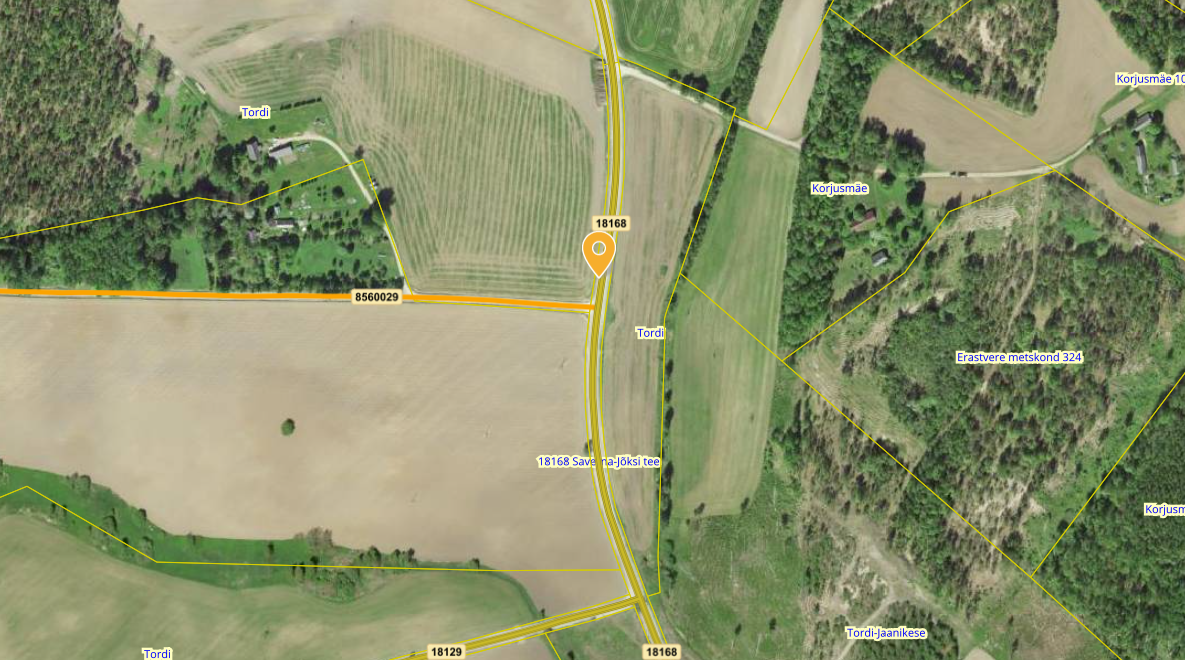 Korjusmäe 10
Tordi
Korjusmäe
18168
8560029
Tordi
Erastvere metskond 324
18168 Saverna-Jõksi tee
Korjusm
Tordi-Jaanikese
Tordi
18129
18168